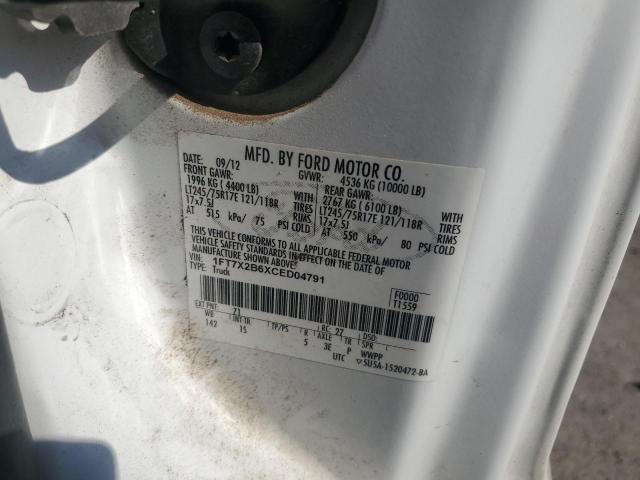 MFD. BY FORD MOTOR CO.
DATE: 09/12 GVWR: 4536 KG (10000 LB)
FRONT GAWR: REAR GAWR:
1996 KG (4400 LB) WITH 2767 KG (6100 LB) WITH
LT245/75R17E 121/118R TIRES LT245/75R17E 121/118R TIRES
17x7.5J RIMS 17x7.5J RIMS
AT 515 kPa/ 75 PSI COLD AT 550 kPa/ 80 PSI COLD
THIS VEHICLE CONFORMS TO ALL APPLICABLE FEDERAL MOTOR
VEHICLE SAFETY STANDARDS IN EFFECT ON THE DATE OF
MANUFACTURE SHOWN ABOVE.
VIN: 1FT7X2B6XCED04791
TYPE: Truck
F0000
T1559
EXT PNT: Z1 RC: 27 DSO:
WB INT TR TP/PS R AXLE TR SPR
142 1S 5 3E P WWPP
UTC ▽5U5A-1520472-BA